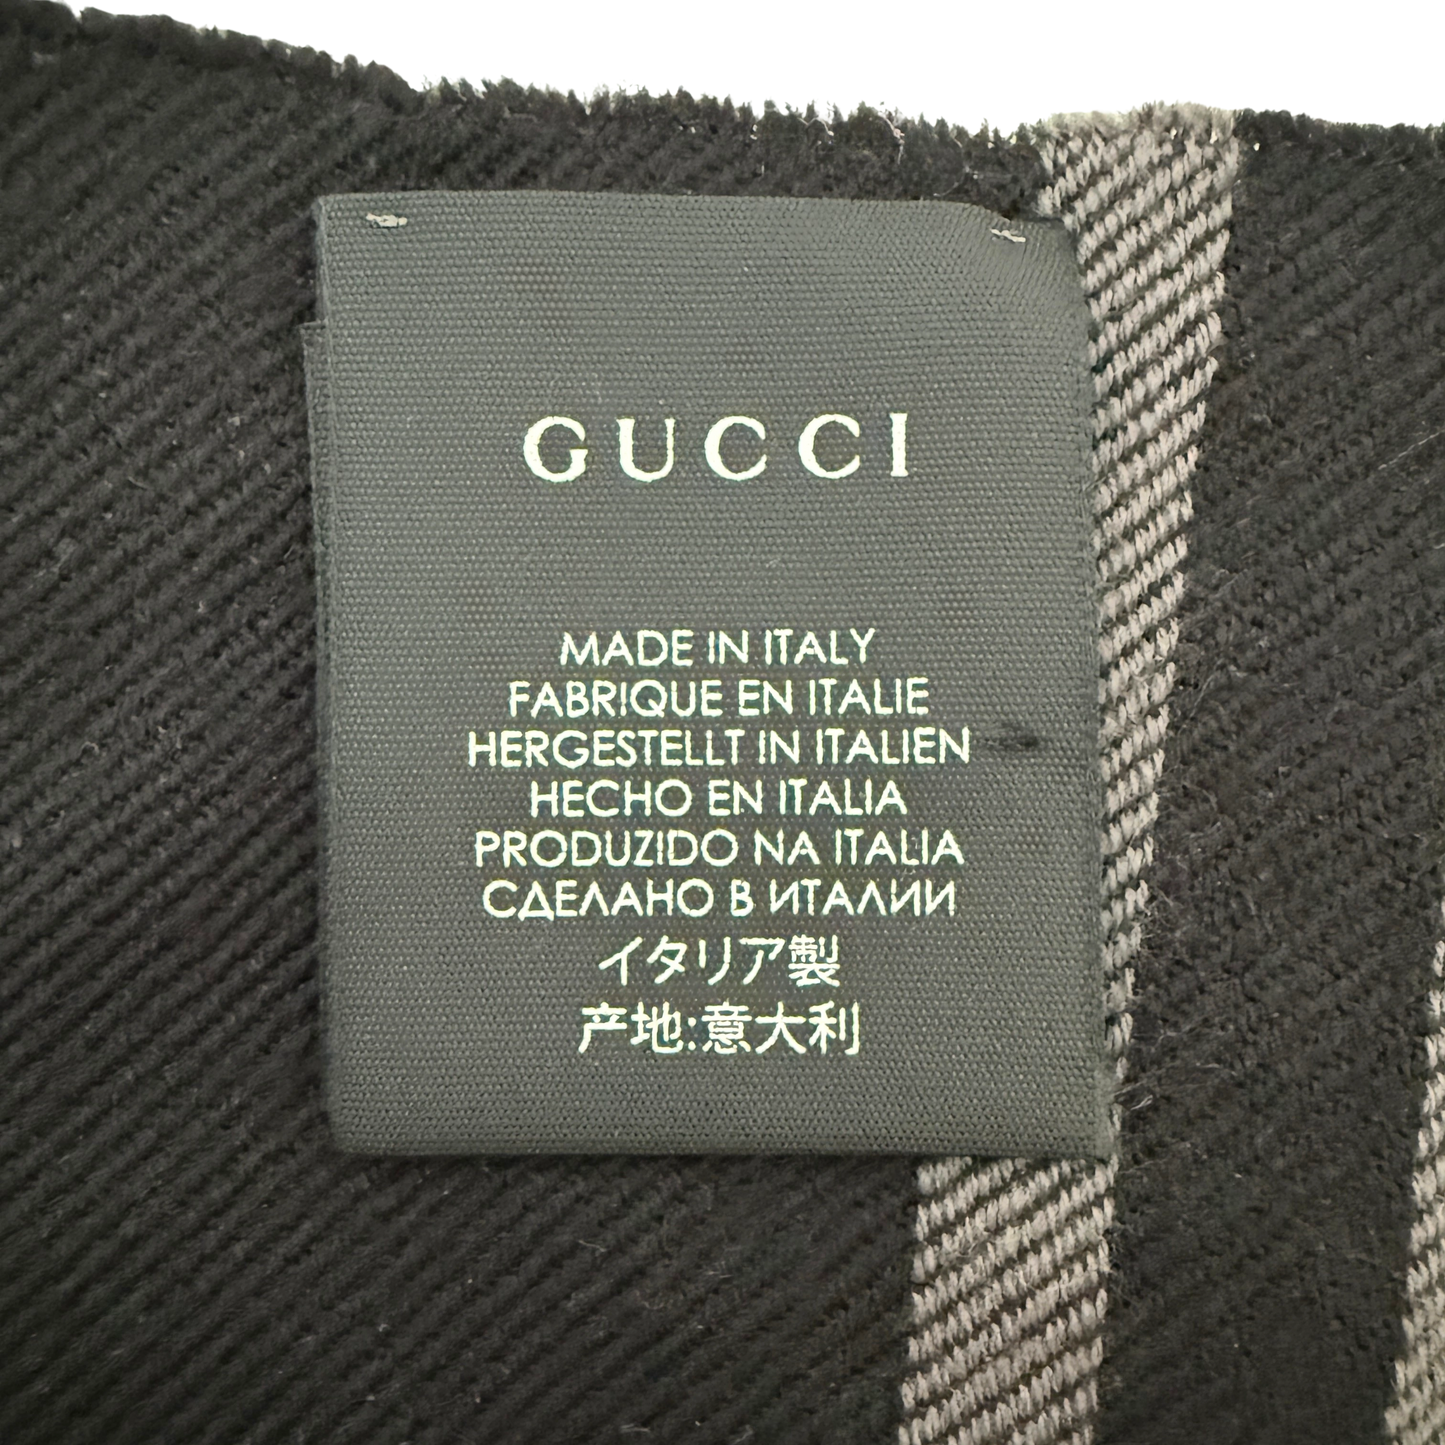 GUCCI
MADE IN ITALY
FABRIQUE EN ITALIE
HERGESTELLT IN ITALIEN
HECHO EN ITALIA
PRODUZIDO NA ITALIA
СДЕЛАНО В ИТАЛИИ
イタリア製
产地:意大利